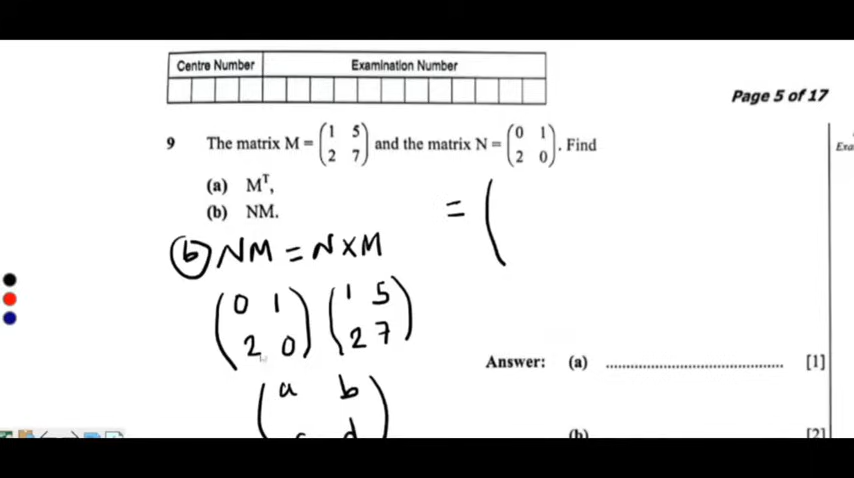 Centre Number Examination Number
Page 5 of 17
9 The matrix M = (1 5 2 7) and the matrix N = (0 1 2 0). Find
Exa
(a) Mᵀ,
(b) NM.
= (
(b) NM = N × M
(0 1 2 0) (1 5 2 7)
Answer: (a) ........................................ [1]
(a b c d)
(b) [2]